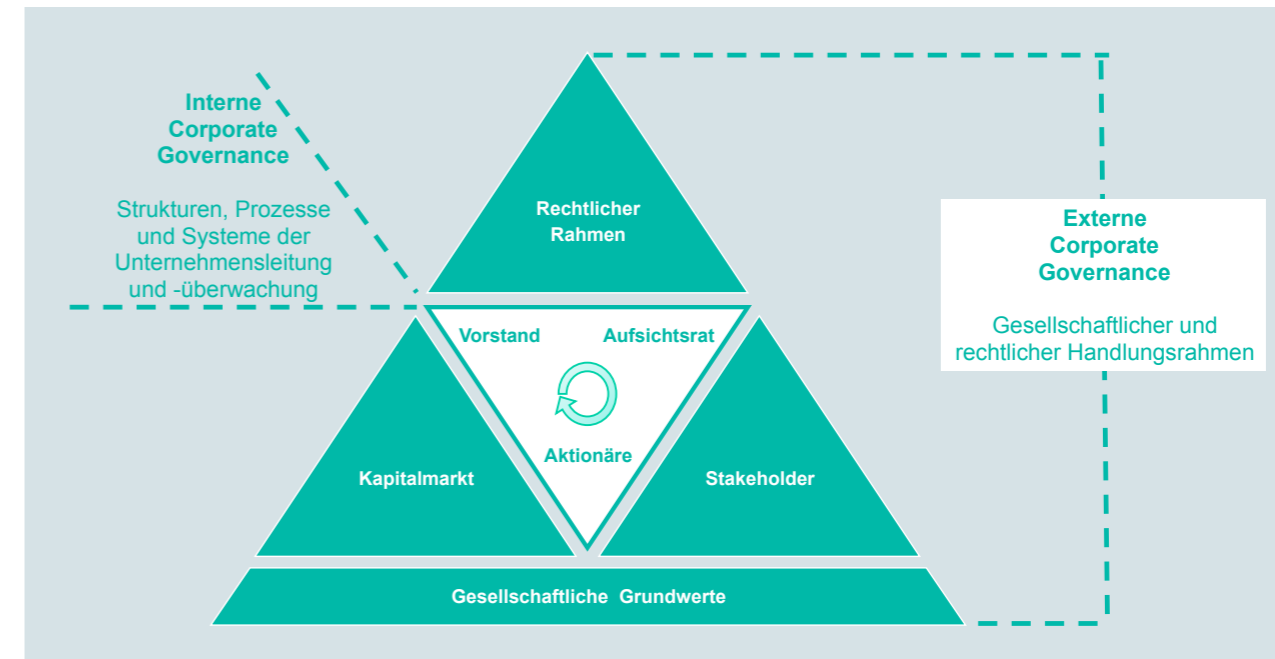 Interne
Corporate
Governance
Strukturen, Prozesse
und Systeme der
Unternehmensleitung
und -überwachung
Rechtlicher
Rahmen
Vorstand
Aufsichtsrat
Aktionäre
Kapitalmarkt
Stakeholder
Gesellschaftliche Grundwerte
Externe
Corporate
Governance
Gesellschaftlicher und
rechtlicher Handlungsrahmen